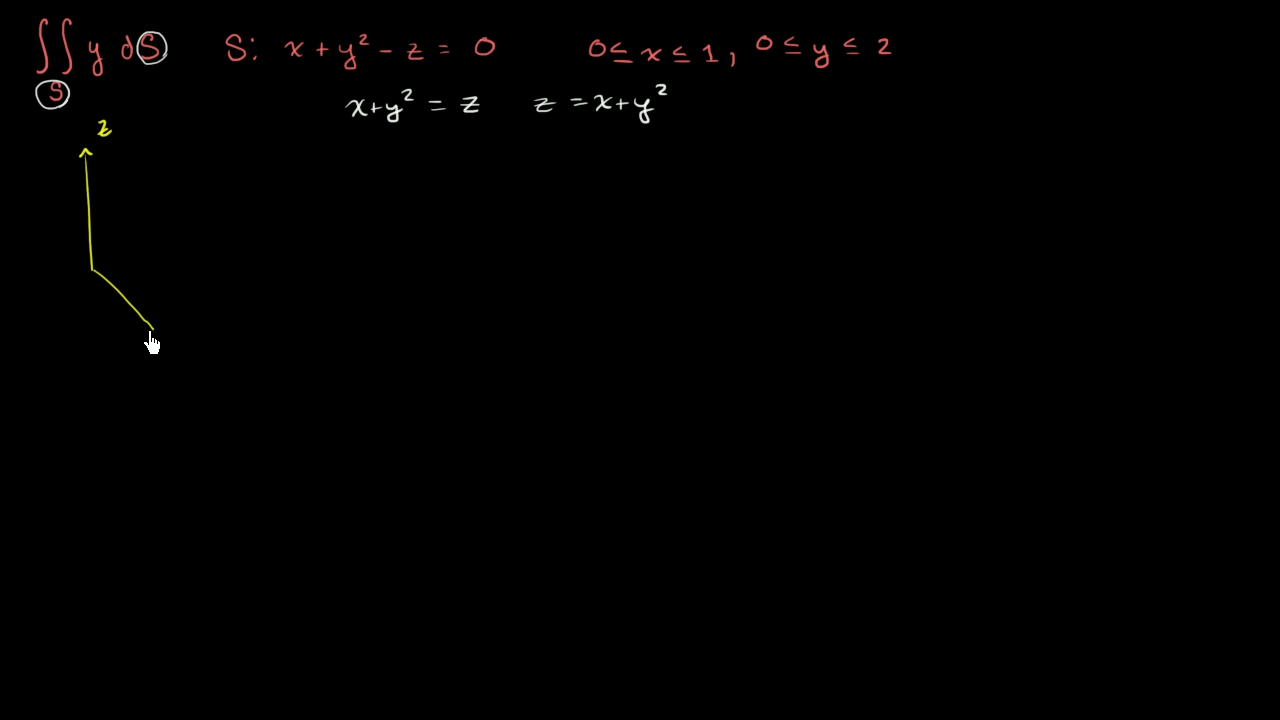 ∬ y dS S: x + y² - z = 0 0 ≤ x ≤ 1, 0 ≤ y ≤ 2
S
x+y² = z z = x+y²
z